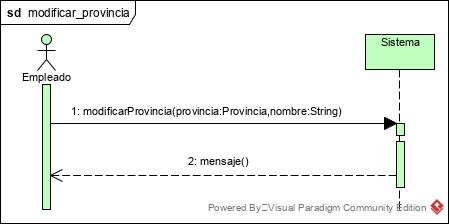 sd modificar_provincia
Sistema
Empleado
1: modificarProvincia(provincia:Provincia,nombre:String)
2: mensaje()
Powered By Visual Paradigm Community Edition